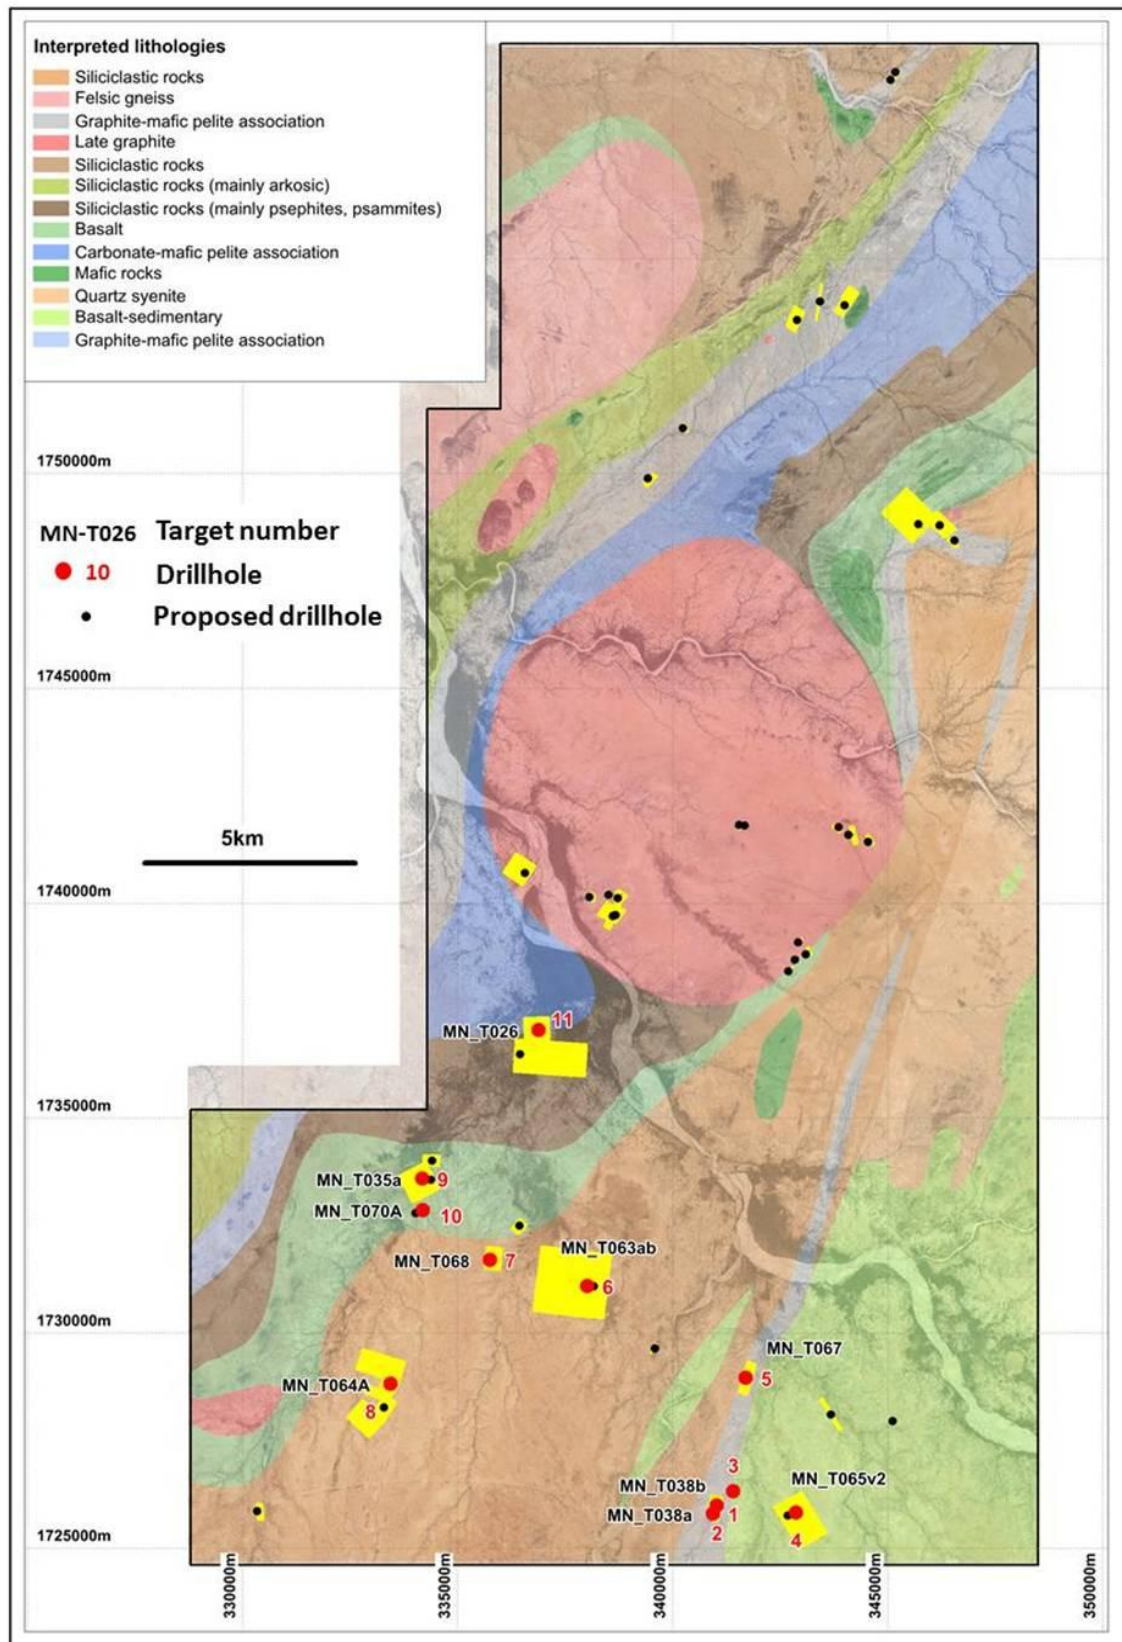 Interpreted lithologies
Siliciclastic rocks
Felsic gneiss
Graphite-mafic pelite association
Late graphite
Siliciclastic rocks
Siliciclastic rocks (mainly arkosic)
Siliciclastic rocks (mainly psephites, psammites)
Basalt
Carbonate-mafic pelite association
Mafic rocks
Quartz syenite
Basalt-sedimentary
Graphite-mafic pelite association
1750000m
MN-T026 Target number
10 Drillhole
Proposed drillhole
1745000m
5km
1740000m
11
MN_T026
1735000m
MN_T035a 9
MN_T070A 10
MN_T063ab
MN_T068 7
6
1730000m
MN_T067
5
MN_T064A
8
3
MN_T065v2
MN_T038b
MN_T038a 1
2
4
1725000m
330000m
335000m
340000m
345000m
350000m